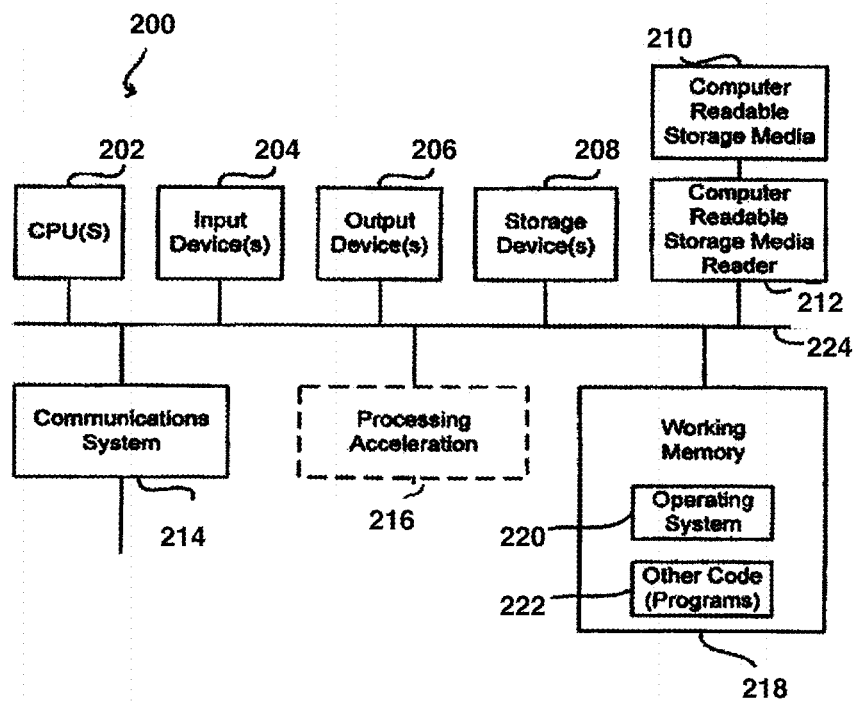 200
210
Computer
Readable
Storage Media
202
204
206
208
CPU(S)
Input
Device(s)
Output
Device(s)
Storage
Device(s)
Computer
Readable
Storage Media
Reader
212
224
Communications
System
Processing
Acceleration
Working
Memory
214
216
220
Operating
System
222
Other Code
(Programs)
218